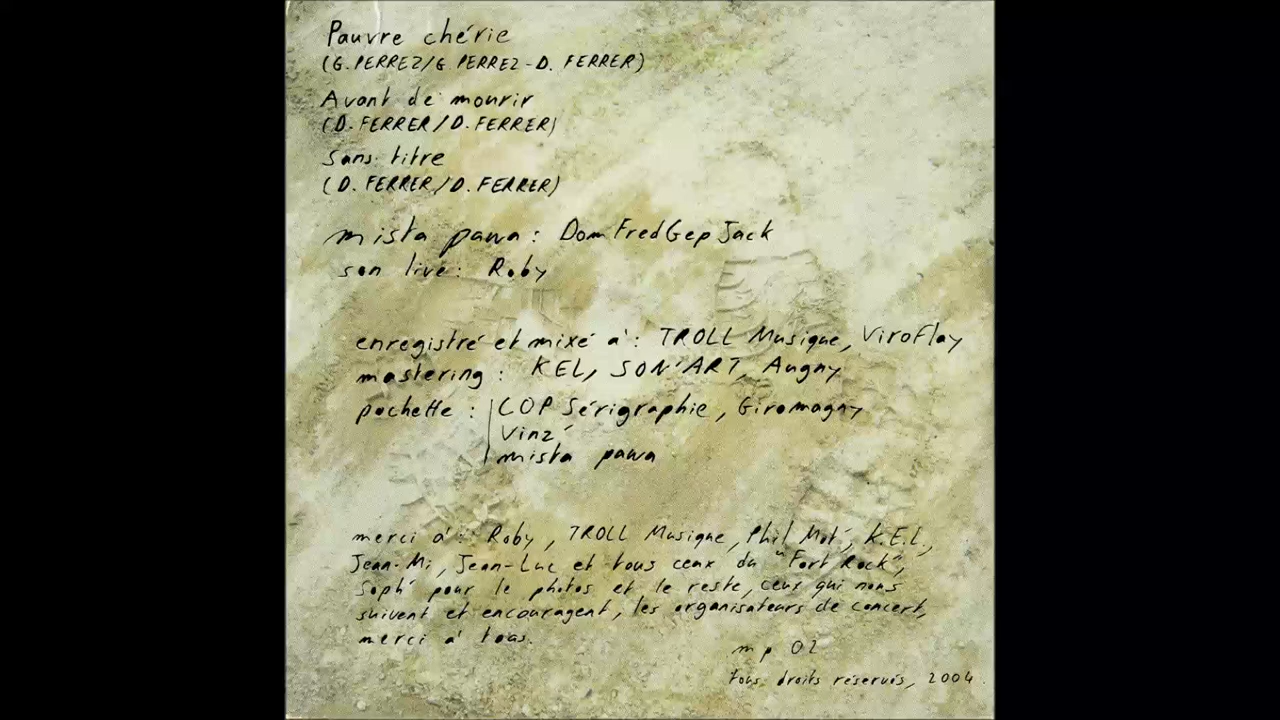 Pauvre chérie
(G. PERREZ/G PERREZ - D. FERRER)
Avant de mourir
(D. FERRER / D. FERRER)
Sans titre
(D. FERRER/D. FERRER)
mista pawa : DomFredGepJack
son live : Roby
enregistré et mixé à : TROLL Musique, Viroflay
mastering : KEL, SON'ART, Augny
pochette : COP Sérigraphie, Giromagny
Vinz'
mista pawa
merci à : Roby, TROLL Musique, Phil Mot', K.E.L,
Jean-Mi, Jean-Luc et tous ceux du "Fort Rock",
Soph' pour le photos et le reste, ceux qui nous
suivent et encouragent, les organisateurs de concert,
merci à tous.
mp 02
tous droits réservés, 2004.